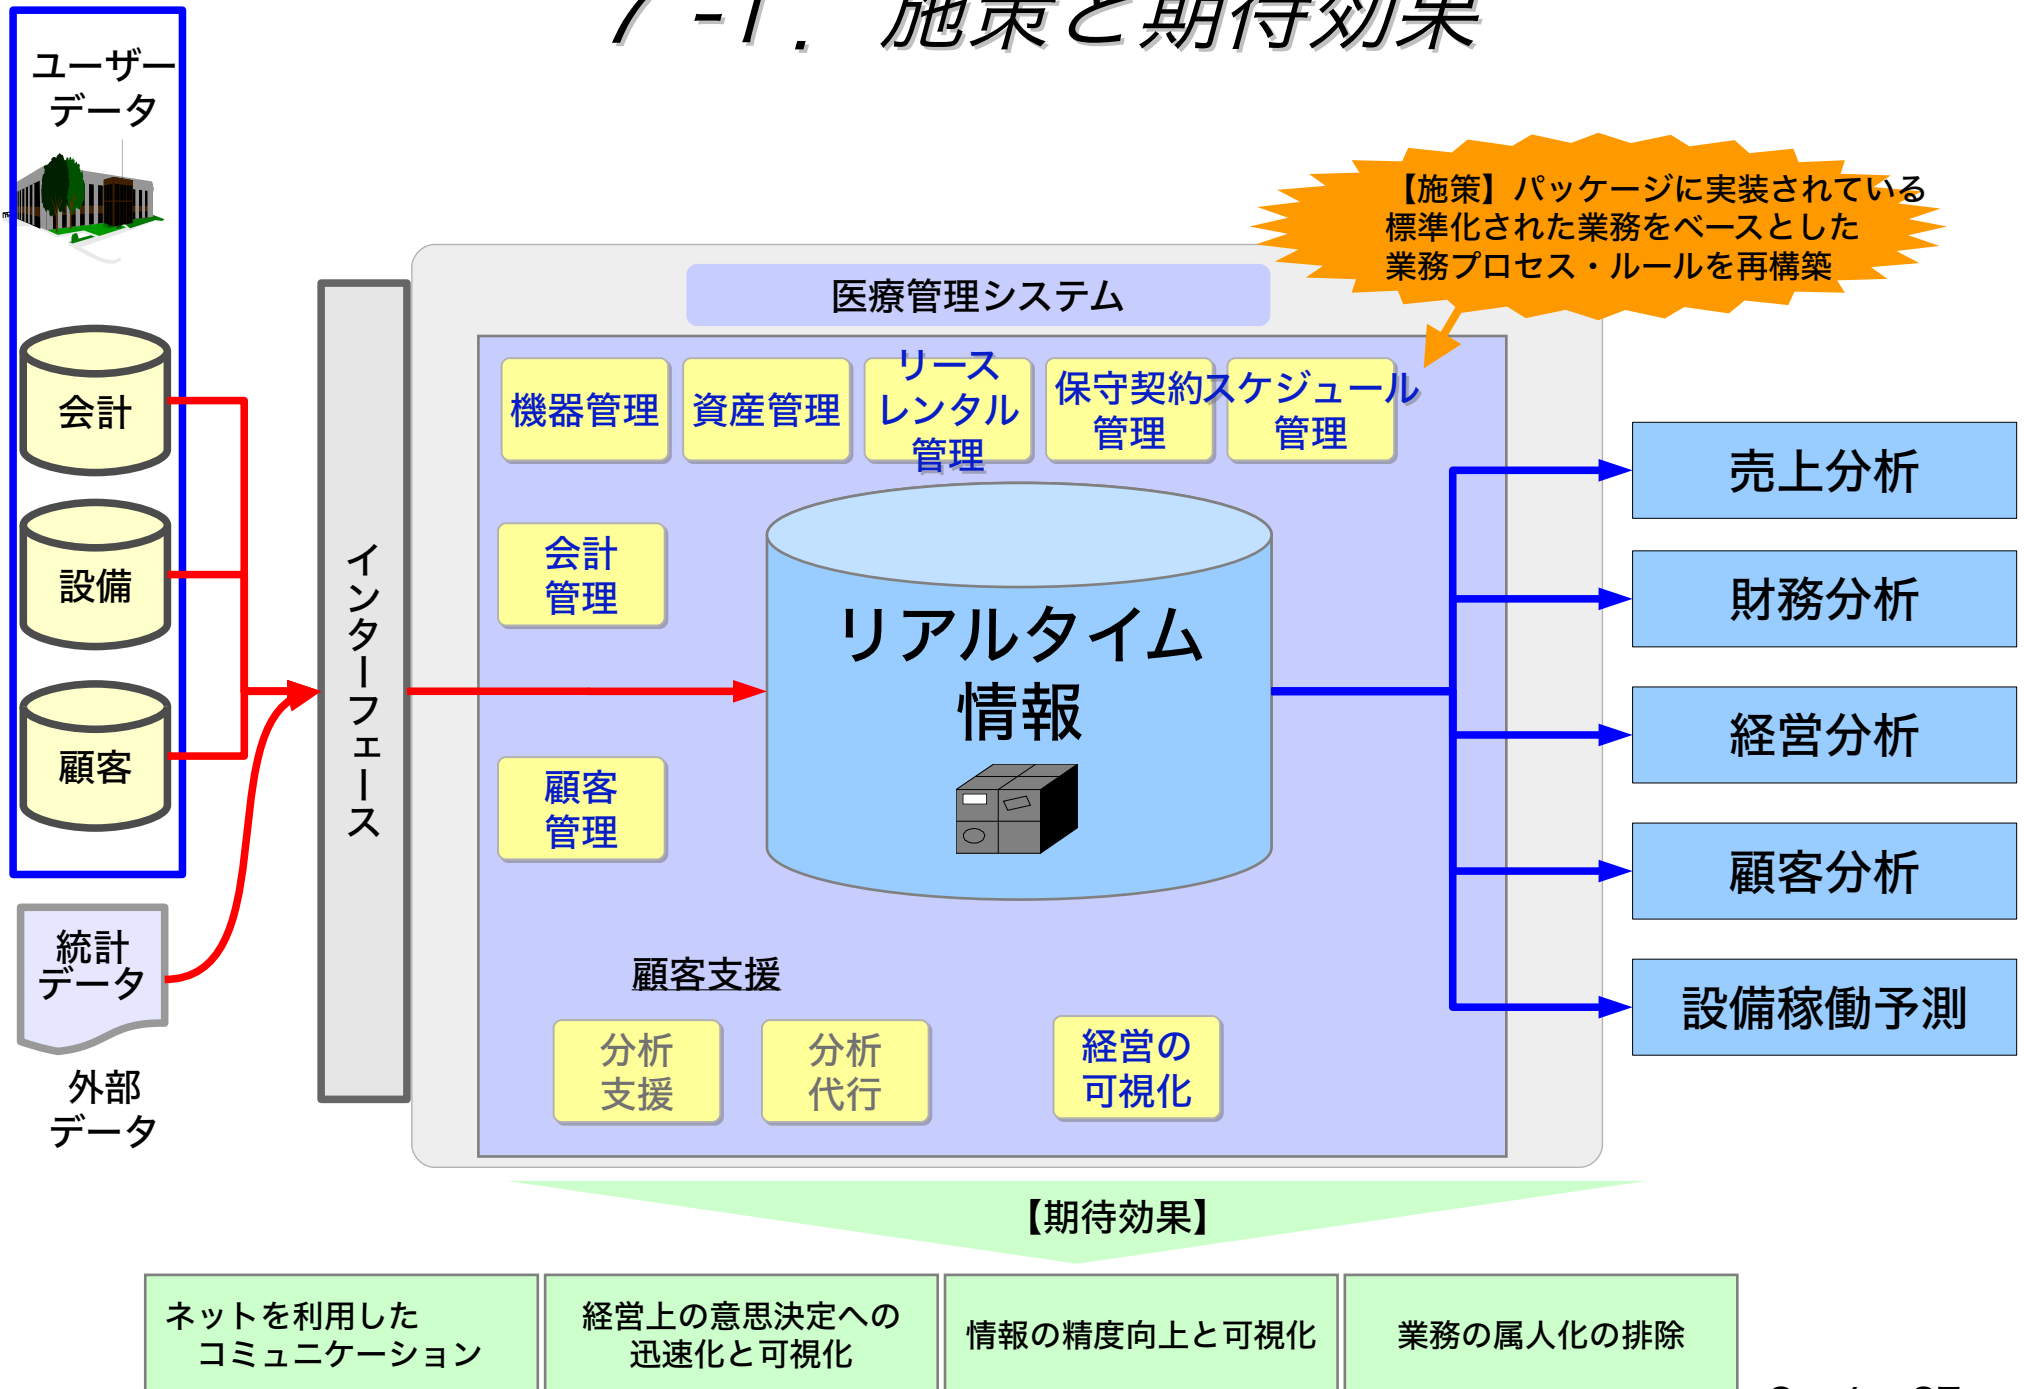 ７-1．施策と期待効果
ユーザー
データ
【施策】パッケージに実装されている
標準化された業務をベースとした
業務プロセス・ルールを再構築
医療管理システム
機器管理
資産管理
リース
レンタル
管理
保守契約
管理
スケジュール
管理
会計
設備
顧客
インターフェース
会計
管理
顧客
管理
リアルタイム
情報
売上分析
財務分析
経営分析
顧客分析
設備稼働予測
統計
データ
外部
データ
顧客支援
分析
支援
分析
代行
経営の
可視化
【期待効果】
ネットを利用した
コミュニケーション
経営上の意思決定への
迅速化と可視化
情報の精度向上と可視化
業務の属人化の排除